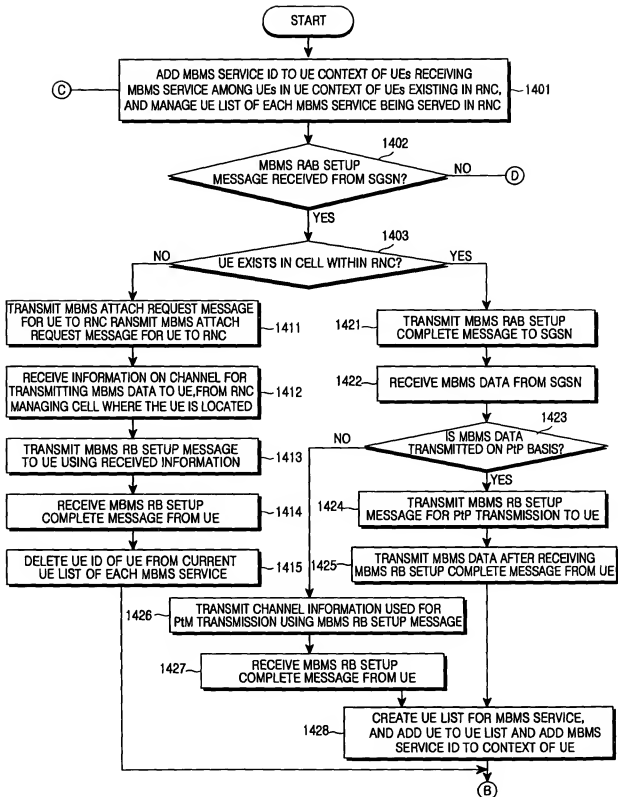 START
C
ADD MBMS SERVICE ID TO UE CONTEXT OF UEs RECEIVING
MBMS SERVICE AMONG UEs IN UE CONTEXT OF UEs EXISTING IN RNC,
AND MANAGE UE LIST OF EACH MBMS SERVICE BEING SERVED IN RNC
1401
1402
MBMS RAB SETUP
MESSAGE RECEIVED FROM SGSN?
NO
D
YES
1403
NO
UE EXISTS IN CELL WITHIN RNC?
YES
TRANSMIT MBMS ATTACH REQUEST MESSAGE
FOR UE TO RNC RANSMIT MBMS ATTACH
REQUEST MESSAGE FOR UE TO RNC
1411
RECEIVE INFORMATION ON CHANNEL FOR
TRANSMITTING MBMS DATA TO UE,FROM RNC
MANAGING CELL WHERE THE UE IS LOCATED
1412
TRANSMIT MBMS RB SETUP MESSAGE
TO UE USING RECEIVED INFORMATION
1413
RECEIVE MBMS RB SETUP
COMPLETE MESSAGE FROM UE
1414
DELETE UE ID OF UE FROM CURRENT
UE LIST OF EACH MBMS SERVICE
1415
1421
TRANSMIT MBMS RAB SETUP
COMPLETE MESSAGE TO SGSN
1422
RECEIVE MBMS DATA FROM SGSN
1423
NO
IS MBMS DATA
TRANSMITTED ON PtP BASIS?
YES
1424
TRANSMIT MBMS RB SETUP
MESSAGE FOR PtP TRANSMISSION TO UE
1425
TRANSMIT MBMS DATA AFTER RECEIVING
MBMS RB SETUP COMPLETE MESSAGE FROM UE
1426
TRANSMIT CHANNEL INFORMATION USED FOR
PtM TRANSMISSION USING MBMS RB SETUP MESSAGE
1427
RECEIVE MBMS RB SETUP
COMPLETE MESSAGE FROM UE
1428
CREATE UE LIST FOR MBMS SERVICE,
AND ADD UE TO UE LIST AND ADD MBMS
SERVICE ID TO CONTEXT OF UE
B